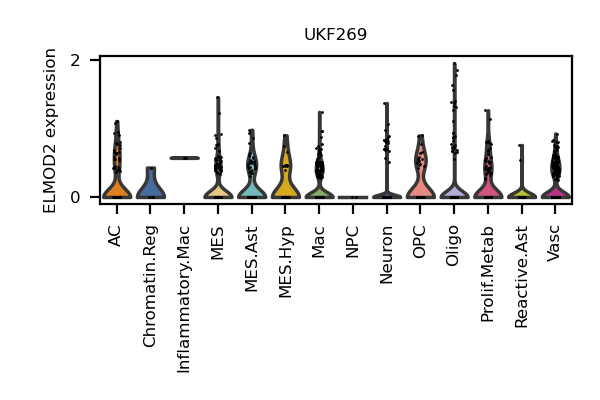 UKF269
ELMOD2 expression
2
0
AC
Chromatin.Reg
Inflammatory.Mac
MES
MES.Ast
MES.Hyp
Mac
NPC
Neuron
OPC
Oligo
Prolif.Metab
Reactive.Ast
Vasc